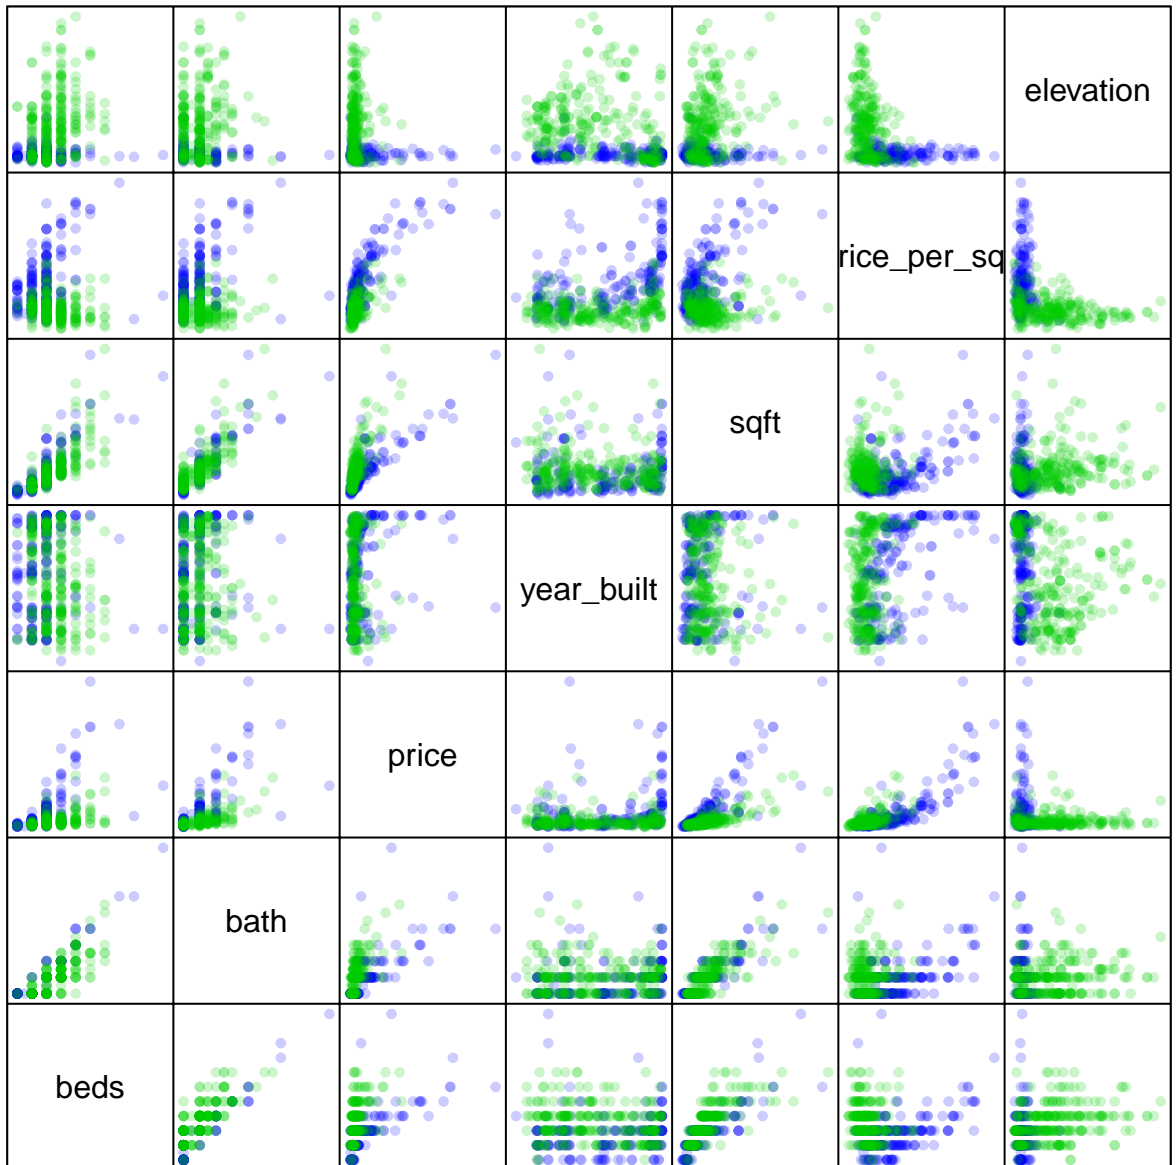 elevation
rice_per_sq
sqft
year_built
price
bath
beds